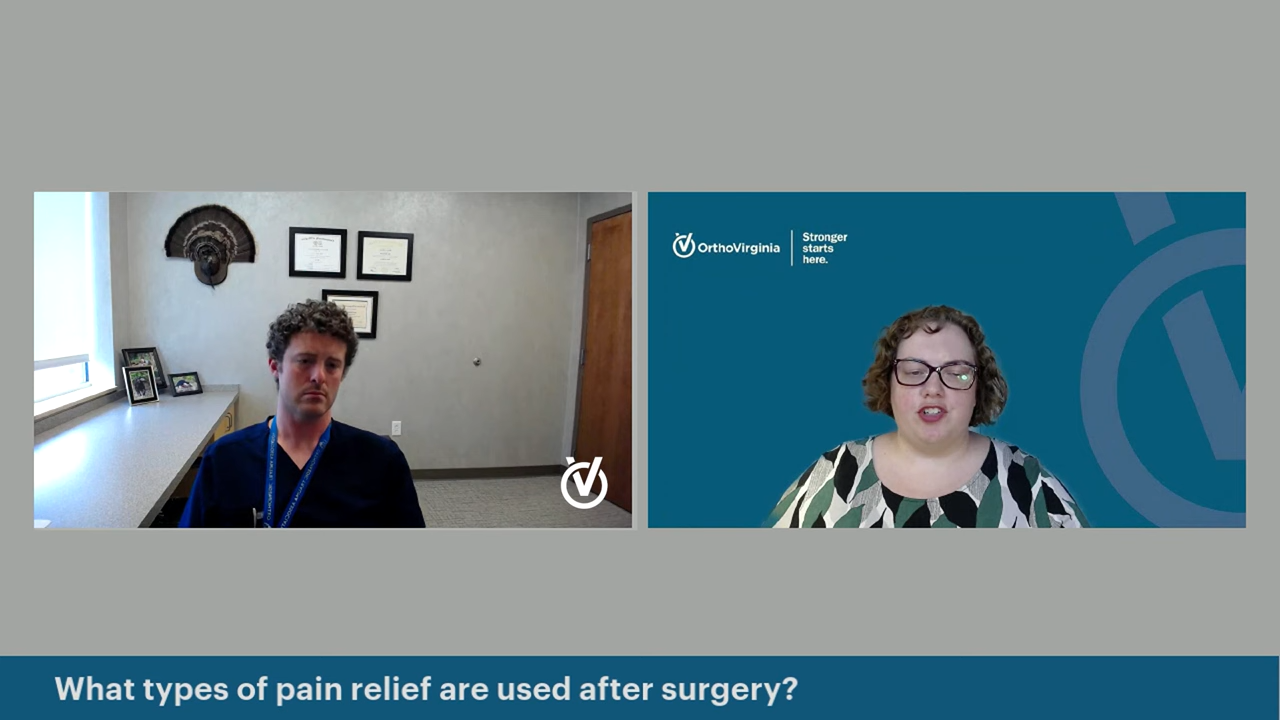 OrthoVirginia
Stronger
starts
here.
What types of pain relief are used after surgery?